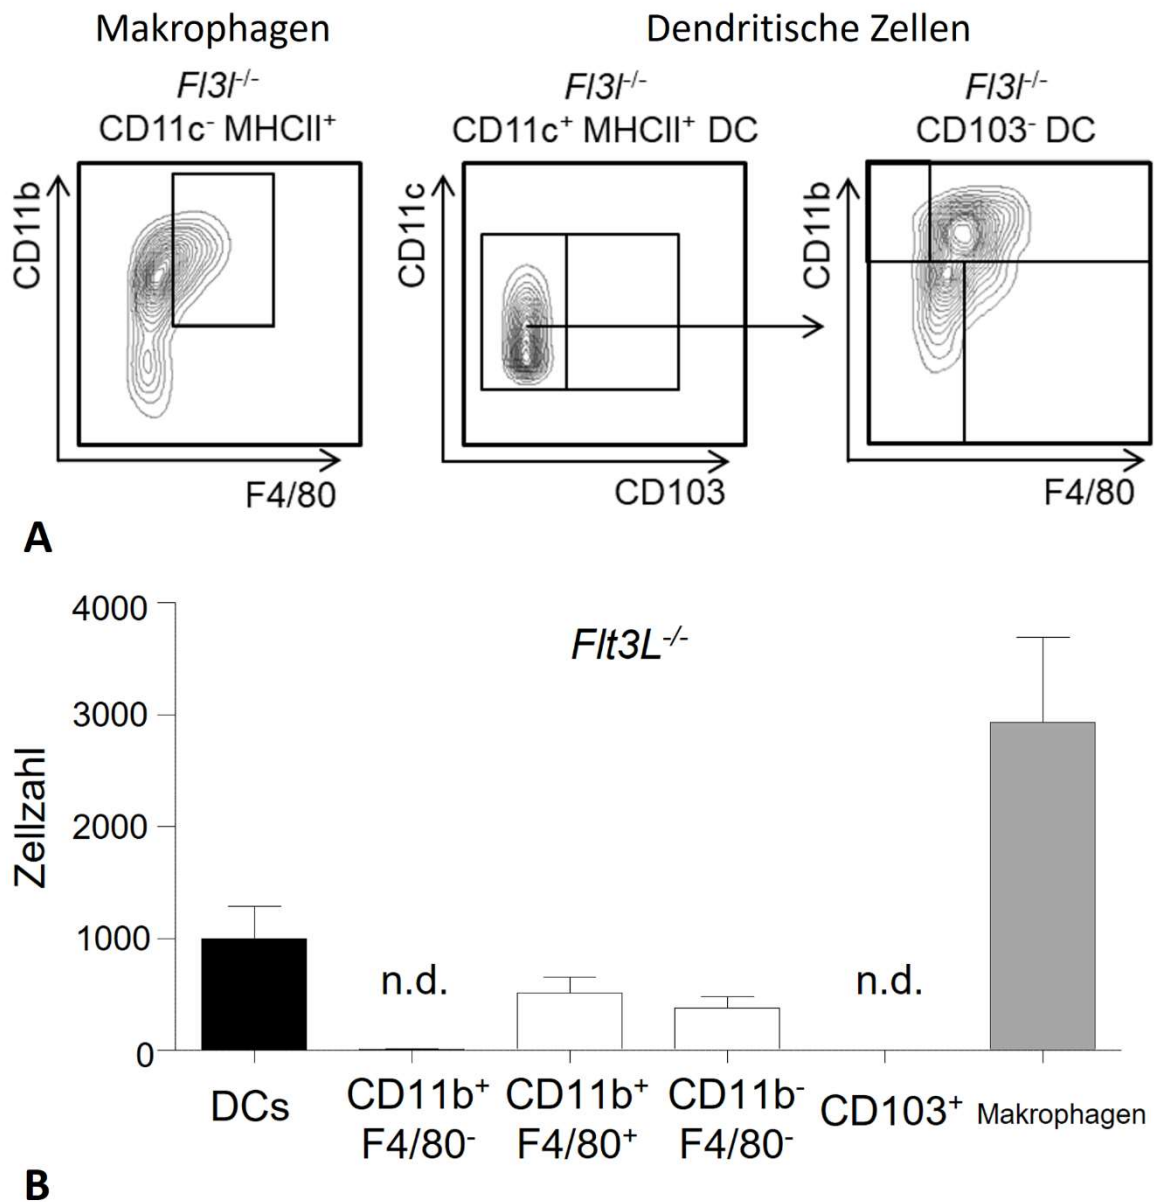 Makrophagen
Dendritische Zellen
Fl3l-/-
CD11c- MHCII+
Fl3l-/-
CD11c+ MHCII+ DC
Fl3l-/-
CD103- DC
CD11b
F4/80
CD11c
CD103
CD11b
F4/80
A
4000
3000
2000
1000
0
Zellzahl
Flt3L-/-
n.d.
n.d.
DCs
CD11b+
F4/80-
CD11b+
F4/80+
CD11b-
F4/80-
CD103+
Makrophagen
B